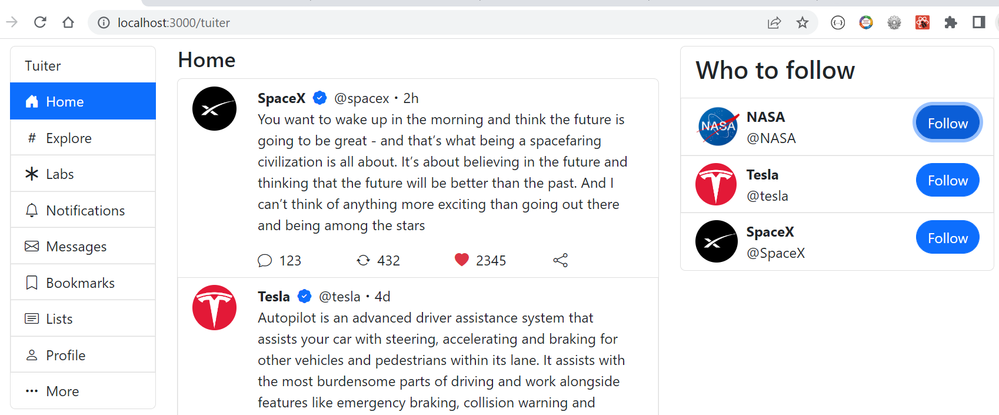 localhost:3000/tuiter
Tuiter
Home
# Explore
Labs
Notifications
Messages
Bookmarks
Lists
Profile
More
Home
SpaceX @spacex • 2h
You want to wake up in the morning and think the future is
going to be great - and that’s what being a spacefaring
civilization is all about. It’s about believing in the future and
thinking that the future will be better than the past. And I
can’t think of anything more exciting than going out there
and being among the stars
123 432 2345
Tesla @tesla • 4d
Autopilot is an advanced driver assistance system that
assists your car with steering, accelerating and braking for
other vehicles and pedestrians within its lane. It assists with
the most burdensome parts of driving and work alongside
features like emergency braking, collision warning and
Who to follow
NASA
NASA
@NASA
Follow
Tesla
@tesla
Follow
SpaceX
@SpaceX
Follow